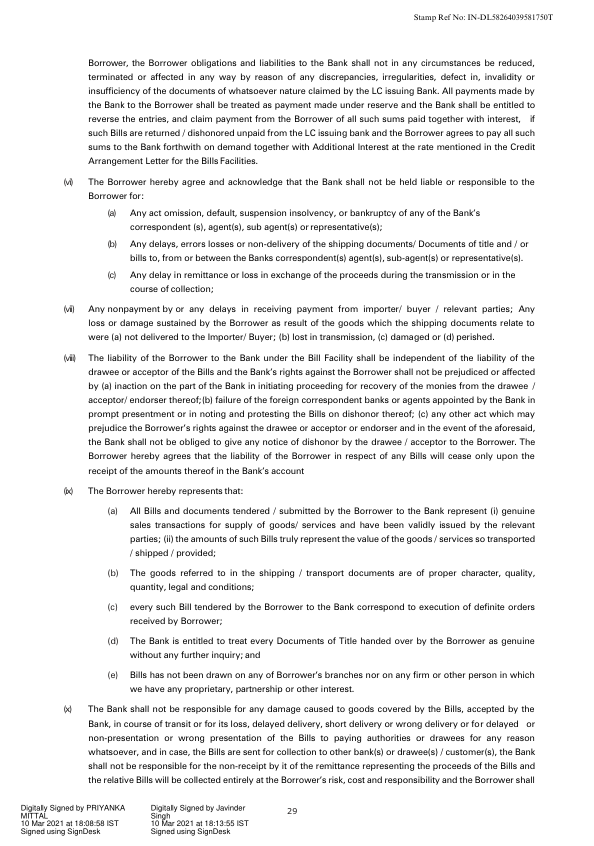 Stamp Ref No: IN-DL58264039581750T
Borrower, the Borrower obligations and liabilities to the Bank shall not in any circumstances be reduced,
terminated or affected in any way by reason of any discrepancies, irregularities, defect in, invalidity or
insufficiency of the documents of whatsoever nature claimed by the LC issuing Bank. All payments made by
the Bank to the Borrower shall be treated as payment made under reserve and the Bank shall be entitled to
reverse the entries, and claim payment from the Borrower of all such sums paid together with interest, if
such Bills are returned / dishonored unpaid from the LC issuing bank and the Borrower agrees to pay all such
sums to the Bank forthwith on demand together with Additional Interest at the rate mentioned in the Credit
Arrangement Letter for the Bills Facilities.
(vi) The Borrower hereby agree and acknowledge that the Bank shall not be held liable or responsible to the
Borrower for:
(a) Any act omission, default, suspension insolvency, or bankruptcy of any of the Bank's
correspondent (s), agent(s), sub agent(s) or representative(s);
(b) Any delays, errors losses or non-delivery of the shipping documents/ Documents of title and / or
bills to, from or between the Banks correspondent(s) agent(s), sub-agent(s) or representative(s).
(c) Any delay in remittance or loss in exchange of the proceeds during the transmission or in the
course of collection;
(vii) Any nonpayment by or any delays in receiving payment from importer/ buyer / relevant parties; Any
loss or damage sustained by the Borrower as result of the goods which the shipping documents relate to
were (a) not delivered to the Importer/ Buyer; (b) lost in transmission, (c) damaged or (d) perished.
(viii) The liability of the Borrower to the Bank under the Bill Facility shall be independent of the liability of the
drawee or acceptor of the Bills and the Bank's rights against the Borrower shall not be prejudiced or affected
by (a) inaction on the part of the Bank in initiating proceeding for recovery of the monies from the drawee /
acceptor/ endorser thereof;(b) failure of the foreign correspondent banks or agents appointed by the Bank in
prompt presentment or in noting and protesting the Bills on dishonor thereof; (c) any other act which may
prejudice the Borrower's rights against the drawee or acceptor or endorser and in the event of the aforesaid,
the Bank shall not be obliged to give any notice of dishonor by the drawee / acceptor to the Borrower. The
Borrower hereby agrees that the liability of the Borrower in respect of any Bills will cease only upon the
receipt of the amounts thereof in the Bank's account
(ix) The Borrower hereby represents that:
(a) All Bills and documents tendered / submitted by the Borrower to the Bank represent (i) genuine
sales transactions for supply of goods/ services and have been validly issued by the relevant
parties; (ii) the amounts of such Bills truly represent the value of the goods / services so transported
/ shipped / provided;
(b) The goods referred to in the shipping / transport documents are of proper character, quality,
quantity, legal and conditions;
(c) every such Bill tendered by the Borrower to the Bank correspond to execution of definite orders
received by Borrower;
(d) The Bank is entitled to treat every Documents of Title handed over by the Borrower as genuine
without any further inquiry; and
(e) Bills has not been drawn on any of Borrower's branches nor on any firm or other person in which
we have any proprietary, partnership or other interest.
(x) The Bank shall not be responsible for any damage caused to goods covered by the Bills, accepted by the
Bank, in course of transit or for its loss, delayed delivery, short delivery or wrong delivery or for delayed or
non-presentation or wrong presentation of the Bills to paying authorities or drawees for any reason
whatsoever, and in case, the Bills are sent for collection to other bank(s) or drawee(s) / customer(s), the Bank
shall not be responsible for the non-receipt by it of the remittance representing the proceeds of the Bills and
the relative Bills will be collected entirely at the Borrower's risk, cost and responsibility and the Borrower shall
Digitally Signed by PRIYANKA
MITTAL
10 Mar 2021 at 18:08:58 IST
Signed using SignDesk
Digitally Signed by Javinder
Singh
10 Mar 2021 at 18:13:55 IST
Signed using SignDesk
29